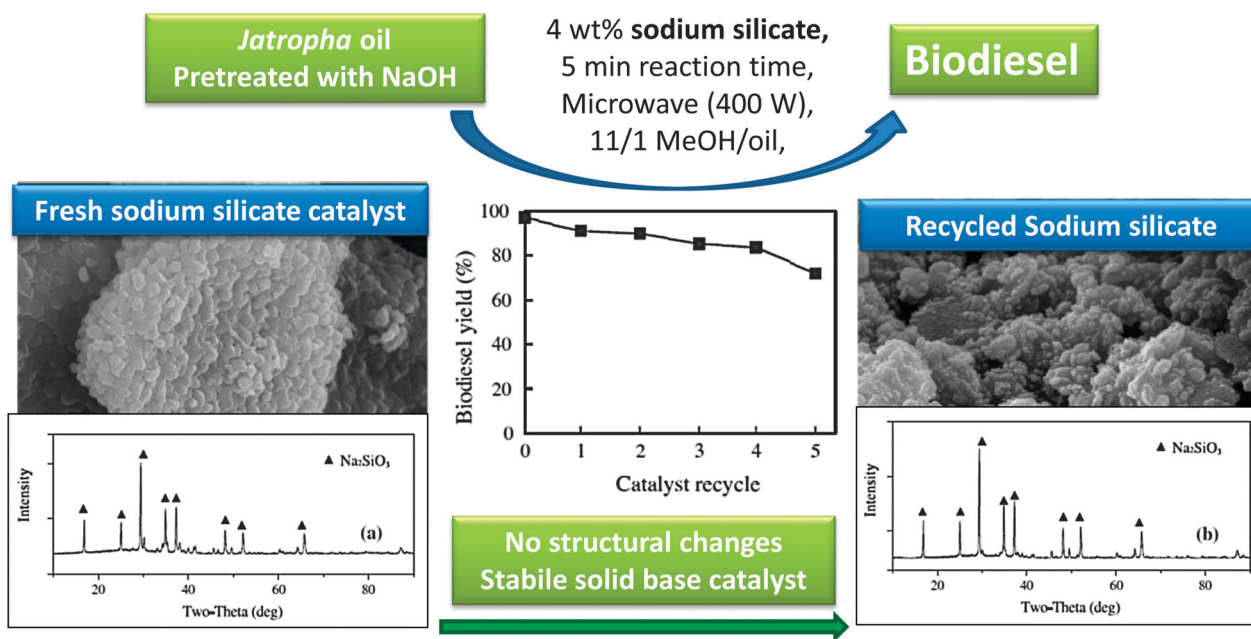 Jatropha oil
Pretreated with NaOH
4 wt% sodium silicate,
5 min reaction time,
Microwave (400 W),
11/1 MeOH/oil,
Biodiesel
Fresh sodium silicate catalyst
Intensity
▲ Na₂SiO₃
(a)
20
40
60
80
Two-Theta (deg)
Biodiesel yield (%)
100
80
60
40
20
0
0
1
2
3
4
5
Catalyst recycle
Recycled Sodium silicate
Intensity
▲ Na₂SiO₃
(b)
20
40
60
80
Two-Theta (deg)
No structural changes
Stabile solid base catalyst